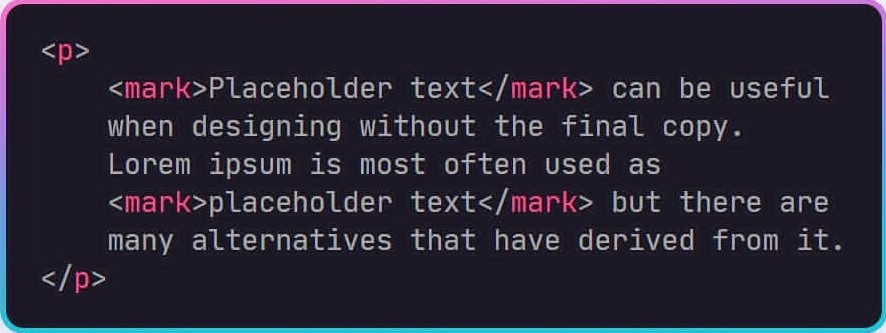 <p>
<mark>Placeholder text</mark> can be useful
when designing without the final copy.
Lorem ipsum is most often used as
<mark>placeholder text</mark> but there are
many alternatives that have derived from it.
</p>